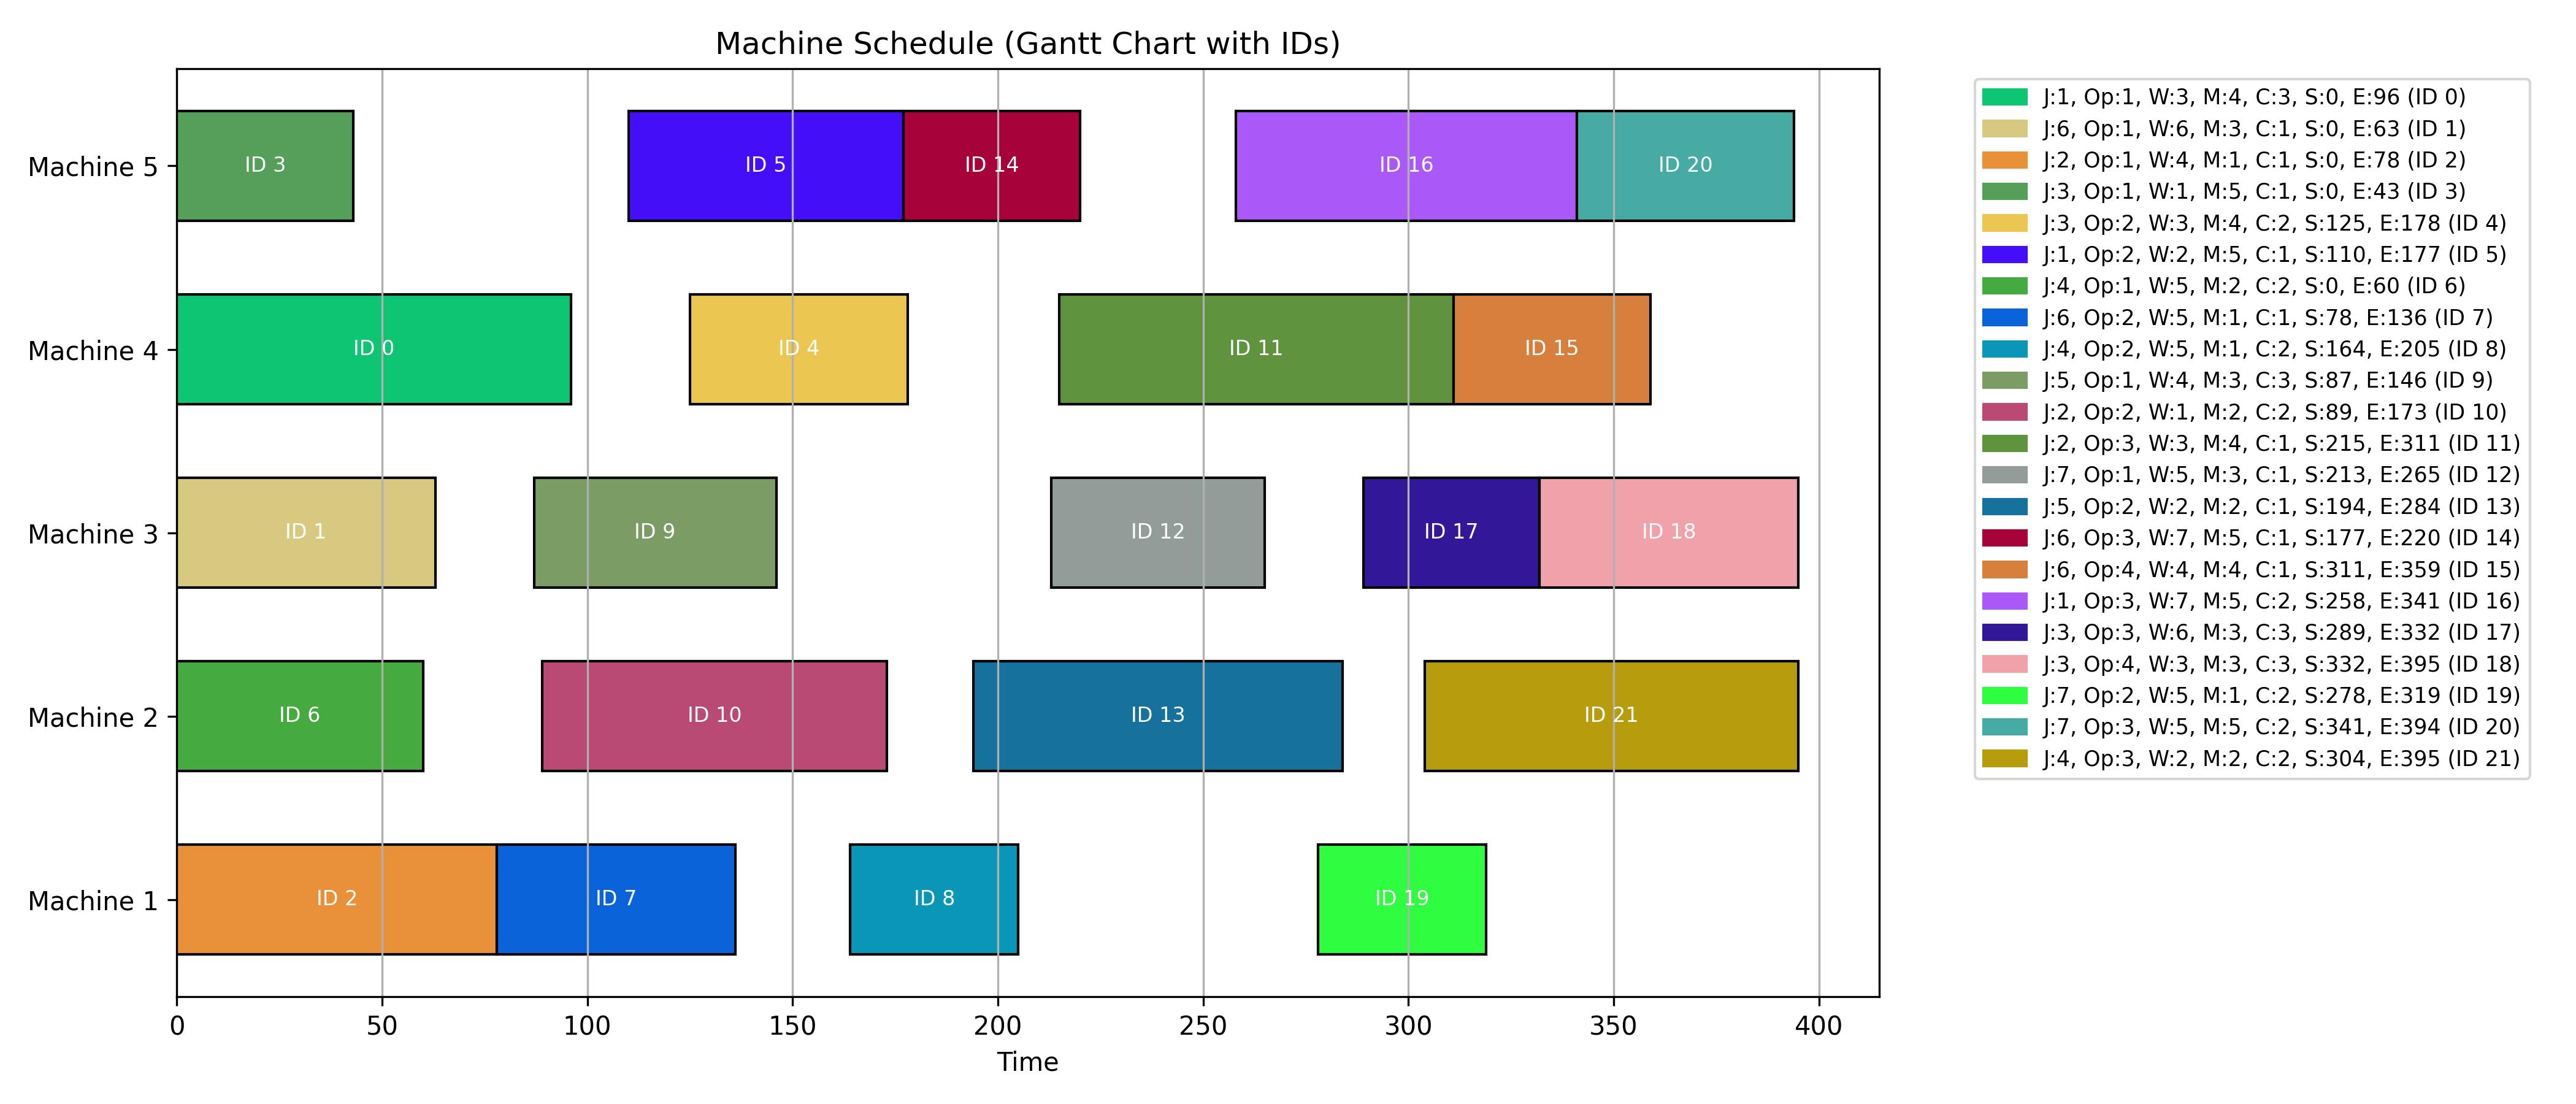 Machine Schedule (Gantt Chart with IDs)
Machine 5
ID 3
ID 5
ID 14
ID 16
ID 20
Machine 4
ID 0
ID 4
ID 11
ID 15
Machine 3
ID 1
ID 9
ID 12
ID 17
ID 18
Machine 2
ID 6
ID 10
ID 13
ID 21
Machine 1
ID 2
ID 7
ID 8
ID 19
0 50 100 150 200 250 300 350 400
Time
J:1, Op:1, W:3, M:4, C:3, S:0, E:96 (ID 0)
J:6, Op:1, W:6, M:3, C:1, S:0, E:63 (ID 1)
J:2, Op:1, W:4, M:1, C:1, S:0, E:78 (ID 2)
J:3, Op:1, W:1, M:5, C:1, S:0, E:43 (ID 3)
J:3, Op:2, W:3, M:4, C:2, S:125, E:178 (ID 4)
J:1, Op:2, W:2, M:5, C:1, S:110, E:177 (ID 5)
J:4, Op:1, W:5, M:2, C:2, S:0, E:60 (ID 6)
J:6, Op:2, W:5, M:1, C:1, S:78, E:136 (ID 7)
J:4, Op:2, W:5, M:1, C:2, S:164, E:205 (ID 8)
J:5, Op:1, W:4, M:3, C:3, S:87, E:146 (ID 9)
J:2, Op:2, W:1, M:2, C:2, S:89, E:173 (ID 10)
J:2, Op:3, W:3, M:4, C:1, S:215, E:311 (ID 11)
J:7, Op:1, W:5, M:3, C:1, S:213, E:265 (ID 12)
J:5, Op:2, W:2, M:2, C:1, S:194, E:284 (ID 13)
J:6, Op:3, W:7, M:5, C:1, S:177, E:220 (ID 14)
J:6, Op:4, W:4, M:4, C:1, S:311, E:359 (ID 15)
J:1, Op:3, W:7, M:5, C:2, S:258, E:341 (ID 16)
J:3, Op:3, W:6, M:3, C:3, S:289, E:332 (ID 17)
J:3, Op:4, W:3, M:3, C:3, S:332, E:395 (ID 18)
J:7, Op:2, W:5, M:1, C:2, S:278, E:319 (ID 19)
J:7, Op:3, W:5, M:5, C:2, S:341, E:394 (ID 20)
J:4, Op:3, W:2, M:2, C:2, S:304, E:395 (ID 21)